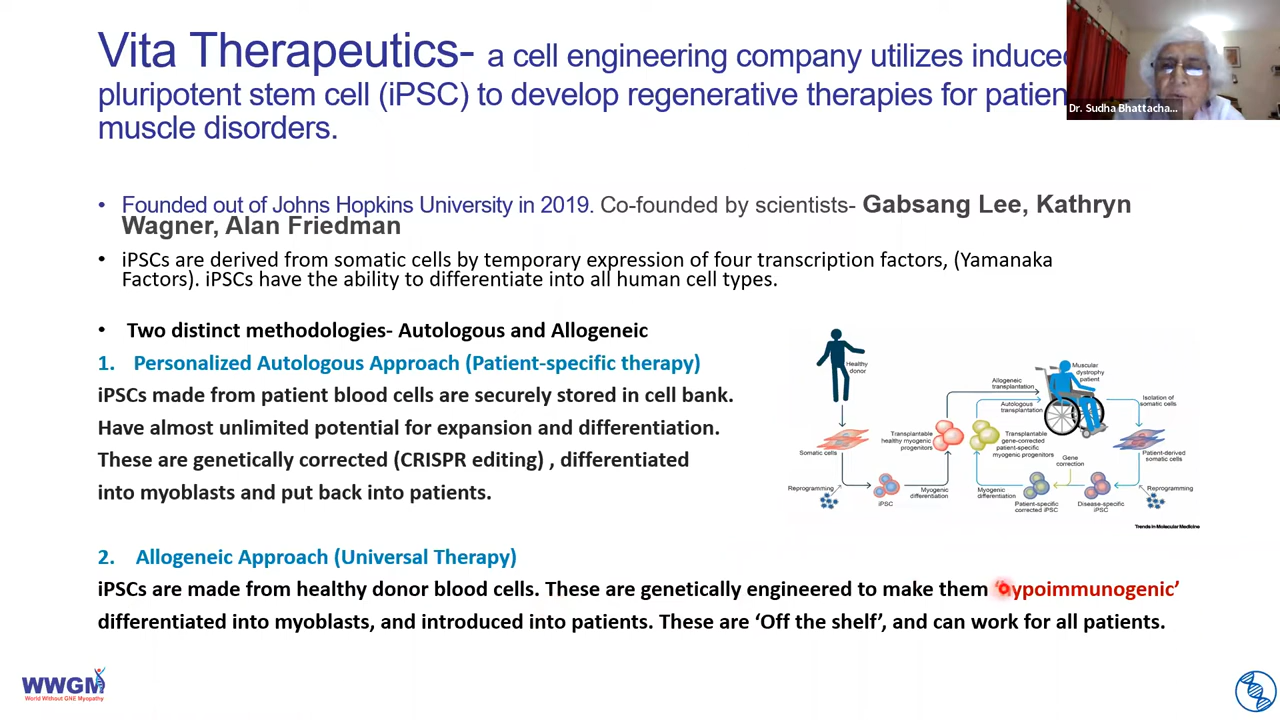 Vita Therapeutics- a cell engineering company utilizes induced
pluripotent stem cell (iPSC) to develop regenerative therapies for patien
muscle disorders.
Dr. Sudha Bhattacha...
• Founded out of Johns Hopkins University in 2019. Co-founded by scientists- Gabsang Lee, Kathryn
Wagner, Alan Friedman
• iPSCs are derived from somatic cells by temporary expression of four transcription factors, (Yamanaka
Factors). iPSCs have the ability to differentiate into all human cell types.
• Two distinct methodologies- Autologous and Allogeneic
1. Personalized Autologous Approach (Patient-specific therapy)
iPSCs made from patient blood cells are securely stored in cell bank.
Have almost unlimited potential for expansion and differentiation.
These are genetically corrected (CRISPR editing) , differentiated
into myoblasts and put back into patients.
Healthy
donor
Allogeneic
transplantation
Autologous
transplantation
Muscular
dystrophy
patient
Isolation of
somatic cells
Transplantable
healthy myogenic
progenitors
Transplantable
gene-corrected
patient-specific
myogenic progenitors
Somatic cells
Gene
correction
Patient-derived
somatic cells
Reprogramming
iPSC
Myogenic
differentiation
Myogenic
differentiation
Patient-specific
corrected iPSC
Disease-specific
iPSC
Reprogramming
Trends in Molecular Medicine
2. Allogeneic Approach (Universal Therapy)
iPSCs are made from healthy donor blood cells. These are genetically engineered to make them ‘hypoimmunogenic’
differentiated into myoblasts, and introduced into patients. These are ‘Off the shelf’, and can work for all patients.
WWGM
World Without GNE Myopathy